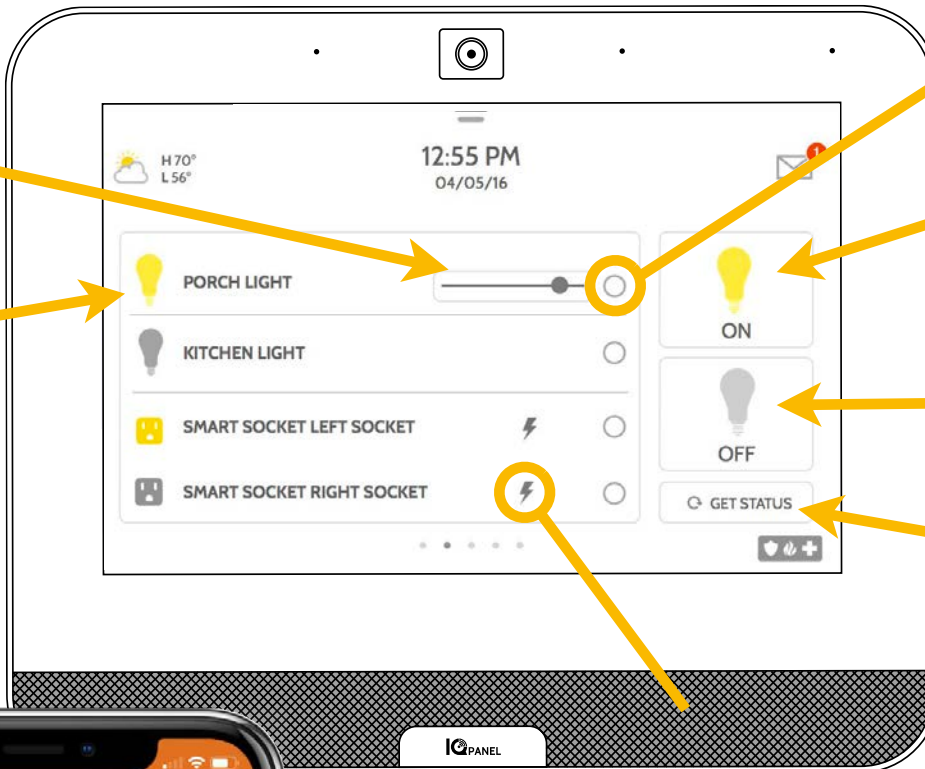 H 70°
L 56°
12:55 PM
04/05/16
1
PORCH LIGHT
KITCHEN LIGHT
SMART SOCKET LEFT SOCKET
SMART SOCKET RIGHT SOCKET
ON
OFF
GET STATUS
IQ PANEL